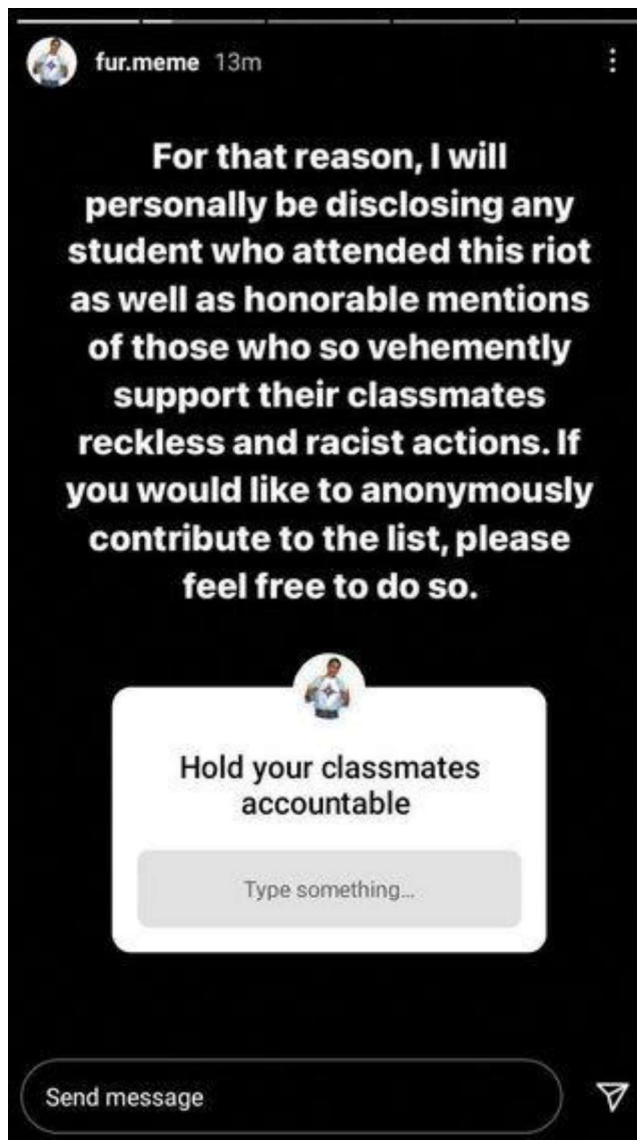 fur.meme 13m
For that reason, I will
personally be disclosing any
student who attended this riot
as well as honorable mentions
of those who so vehemently
support their classmates
reckless and racist actions. If
you would like to anonymously
contribute to the list, please
feel free to do so.
Hold your classmates
accountable
Type something...
Send message